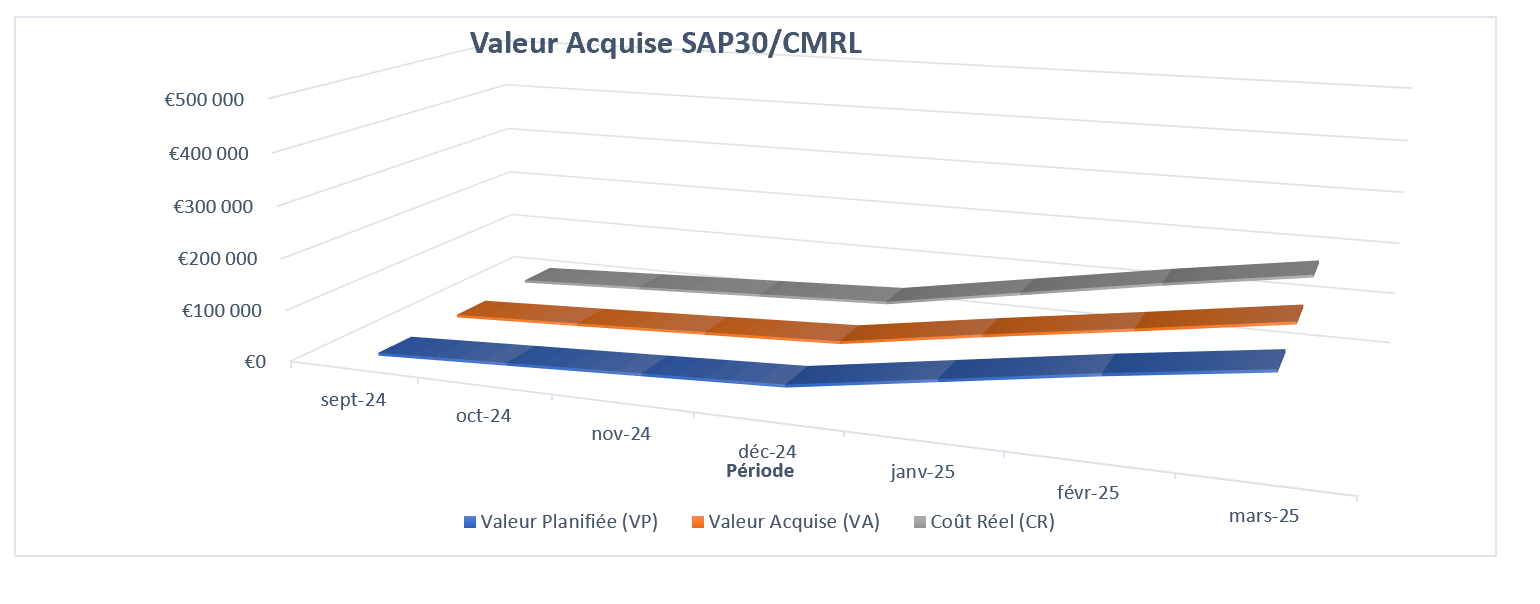 Valeur Acquise SAP30/CMRL
€500 000
€400 000
€300 000
€200 000
€100 000
€0
sept-24
oct-24
nov-24
déc-24
janv-25
févr-25
mars-25
Période
Valeur Planifiée (VP) Valeur Acquise (VA) Coût Réel (CR)